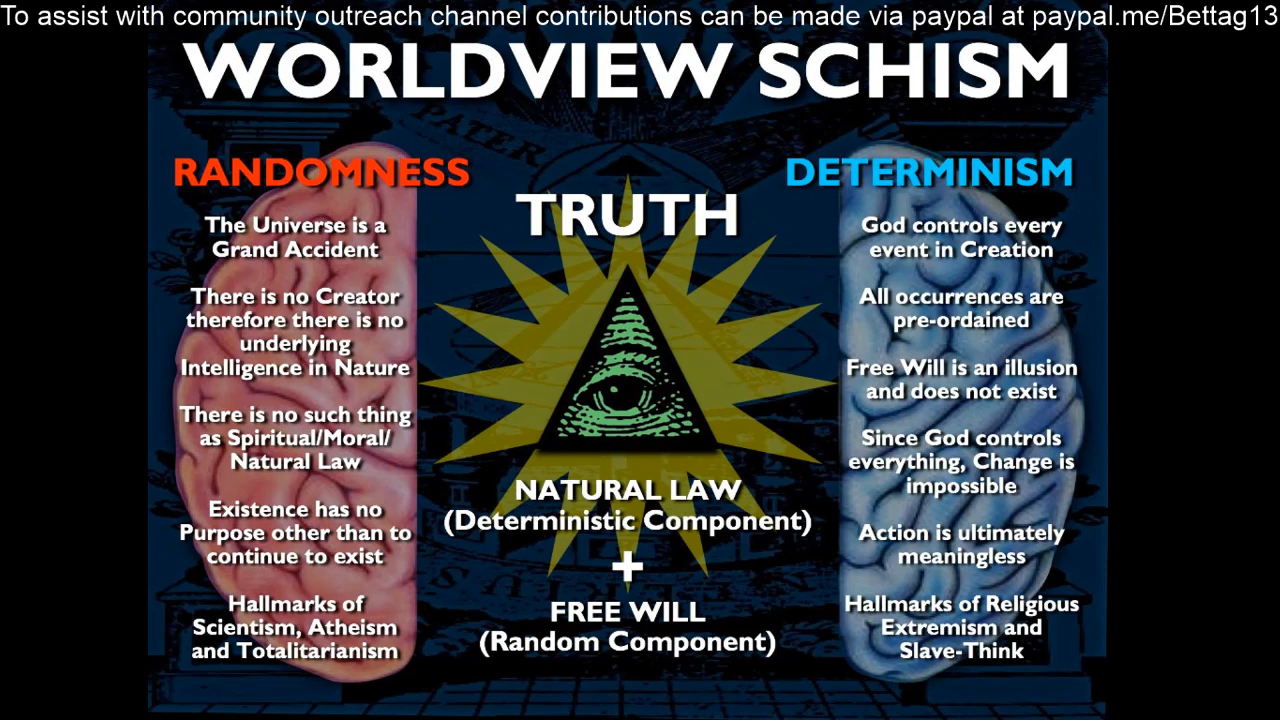 To assist with community outreach channel contributions can be made via paypal at paypal.me/Bettag13
WORLDVIEW SCHISM
PATER
RANDOMNESS
The Universe is a
Grand Accident
There is no Creator
therefore there is no
underlying
Intelligence in Nature
There is no such thing
as Spiritual/Moral/
Natural Law
Existence has no
Purpose other than to
continue to exist
Hallmarks of
Scientism, Atheism
and Totalitarianism
TRUTH
NATURAL LAW
(Deterministic Component)
+
FREE WILL
(Random Component)
DETERMINISM
God controls every
event in Creation
All occurrences are
pre-ordained
Free Will is an illusion
and does not exist
Since God controls
everything, Change is
impossible
Action is ultimately
meaningless
Hallmarks of Religious
Extremism and
Slave-Think